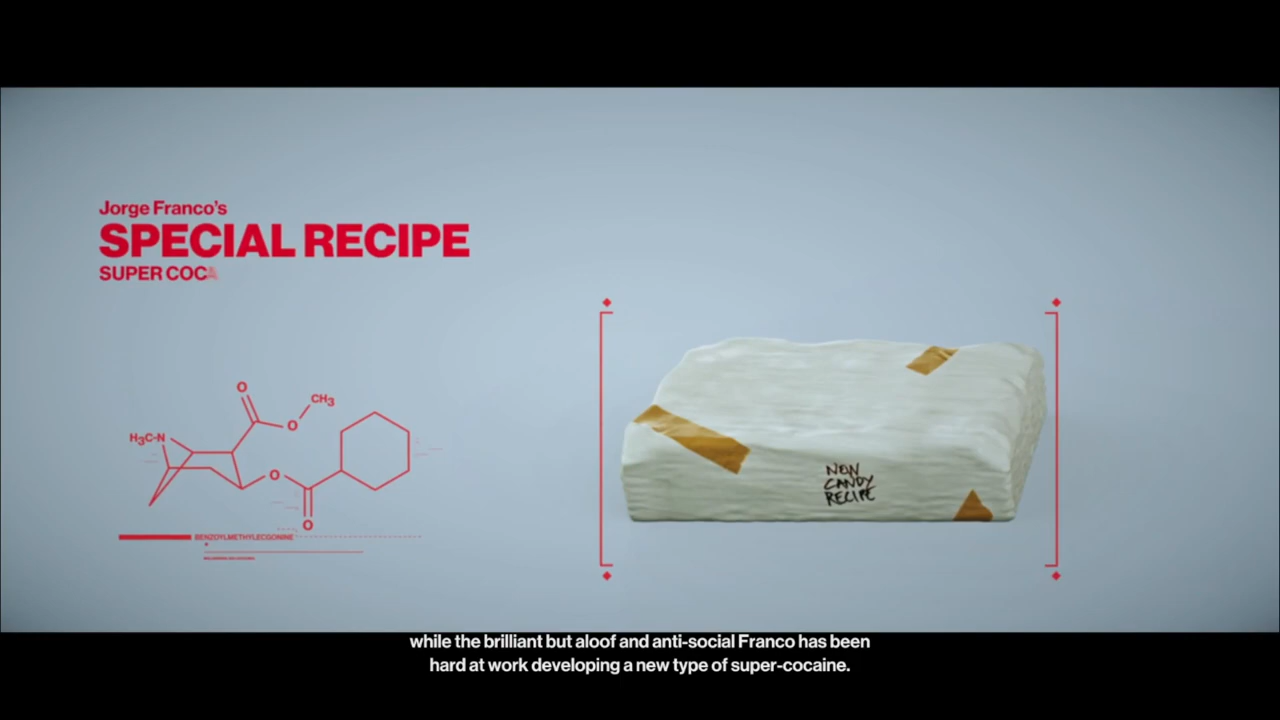 Jorge Franco's
SPECIAL RECIPE
SUPER COCA
O
CH3
O
H3C-N
O
O
BENZOYLMETHYLECGONINE
NEW
CANDY
RECIPE
while the brilliant but aloof and anti-social Franco has been
hard at work developing a new type of super-cocaine.